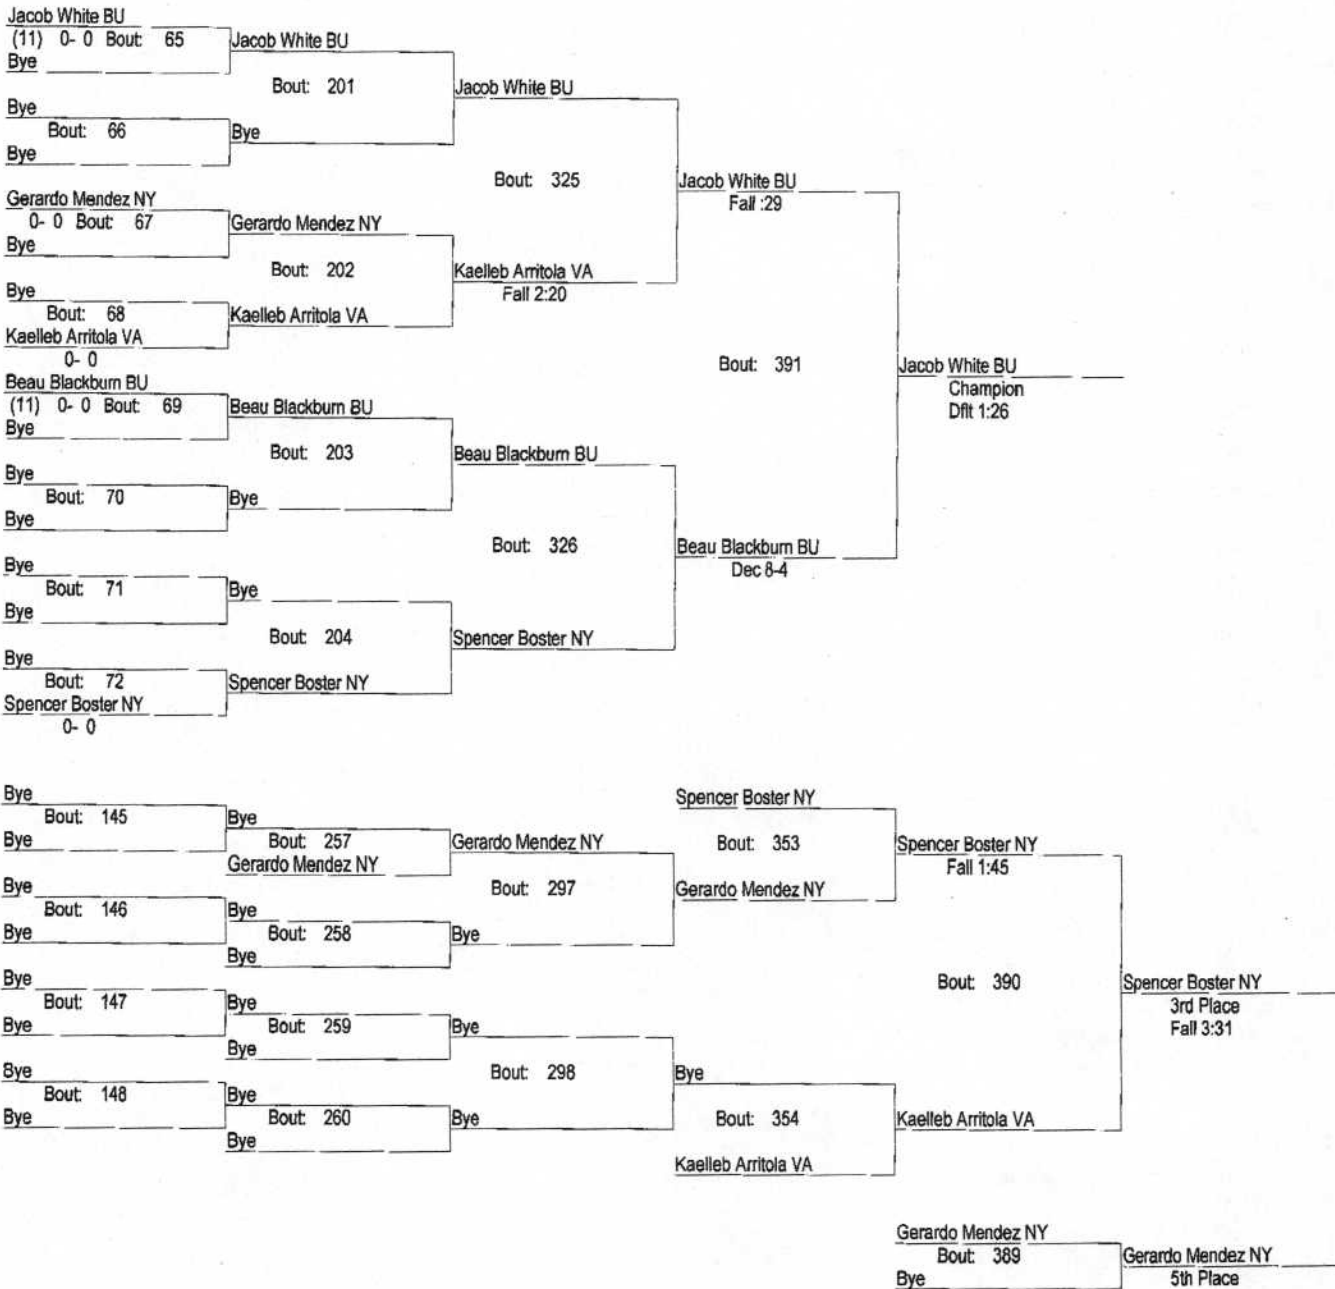 Jacob White BU
(11) 0- 0 Bout: 65
Bye
Jacob White BU
Bout: 201
Bye
Bout: 66
Bye
Bye
Jacob White BU
Bout: 325
Gerardo Mendez NY
0- 0 Bout: 67
Bye
Gerardo Mendez NY
Bout: 202
Bye
Bout: 68
Kaelleb Arritola VA
0- 0
Kaelleb Arritola VA
Kaelleb Arritola VA
Fall 2:20
Jacob White BU
Fall :29
Bout: 391
Jacob White BU
Champion
Dflt 1:26
Beau Blackburn BU
(11) 0- 0 Bout: 69
Bye
Beau Blackburn BU
Bout: 203
Bye
Bout: 70
Bye
Bye
Beau Blackburn BU
Bout: 326
Bye
Bout: 71
Bye
Bye
Bout: 204
Bye
Bout: 72
Spencer Boster NY
0- 0
Spencer Boster NY
Spencer Boster NY
Beau Blackburn BU
Dec 8-4
Bye
Bout: 145
Bye
Bye
Bout: 257
Gerardo Mendez NY
Gerardo Mendez NY
Bout: 297
Bye
Bout: 146
Bye
Bye
Bout: 258
Bye
Bye
Spencer Boster NY
Bout: 353
Gerardo Mendez NY
Spencer Boster NY
Fall 1:45
Bout: 390
Spencer Boster NY
3rd Place
Fall 3:31
Bye
Bout: 147
Bye
Bye
Bout: 259
Bye
Bye
Bout: 298
Bye
Bout: 148
Bye
Bye
Bout: 260
Bye
Bye
Bye
Bout: 354
Kaelleb Arritola VA
Kaelleb Arritola VA
Gerardo Mendez NY
Bout: 389
Bye
Gerardo Mendez NY
5th Place